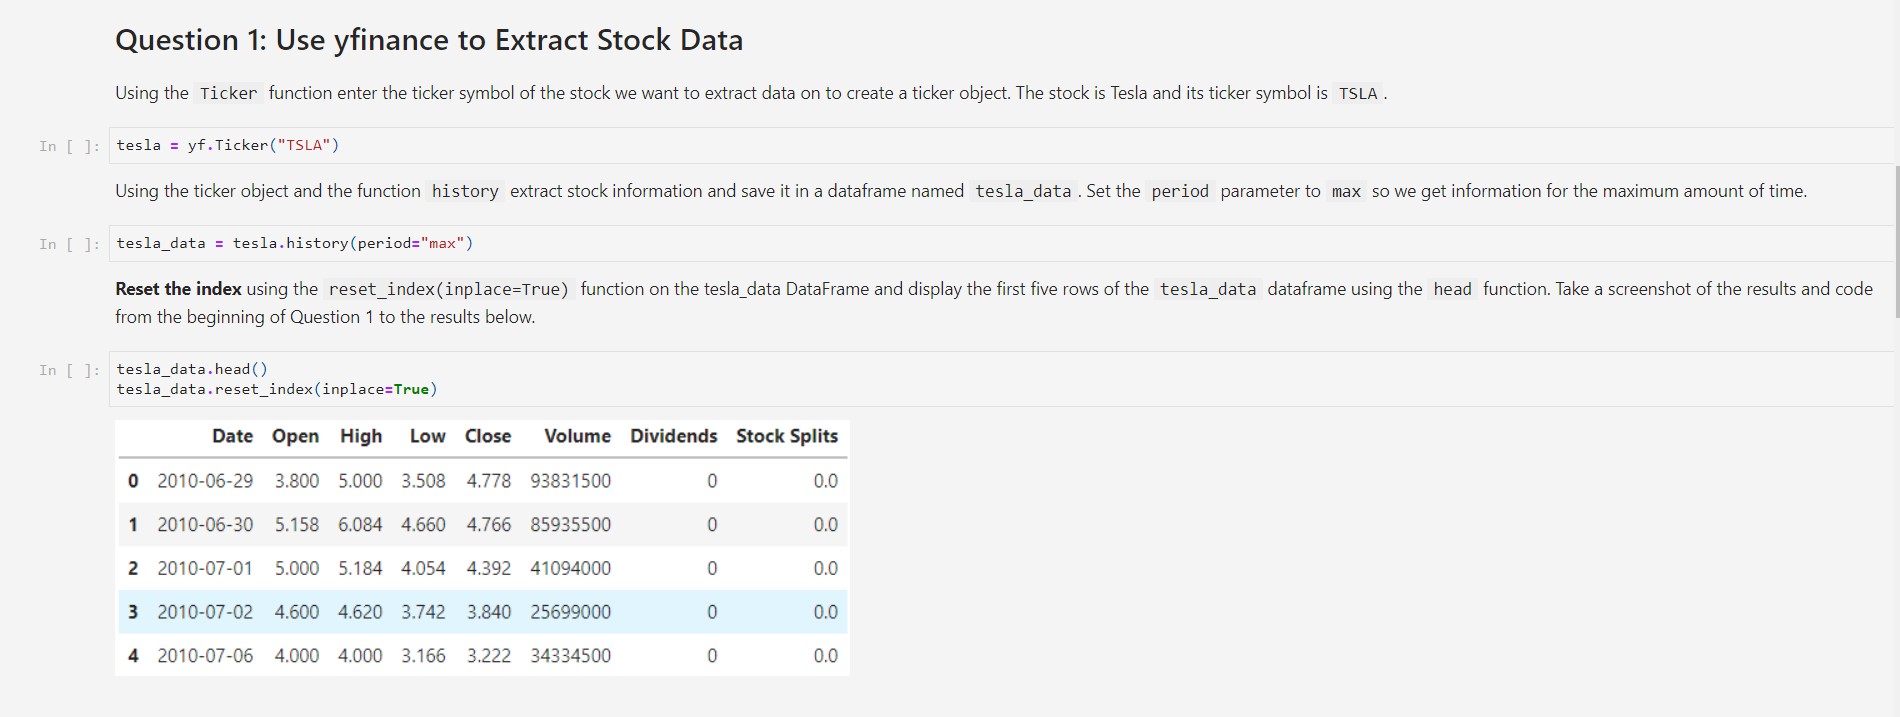 Question 1: Use yfinance to Extract Stock Data
Using the Ticker function enter the ticker symbol of the stock we want to extract data on to create a ticker object. The stock is Tesla and its ticker symbol is TSLA .
In [ ]: tesla = yf.Ticker("TSLA")
Using the ticker object and the function history extract stock information and save it in a dataframe named tesla_data . Set the period parameter to max so we get information for the maximum amount of time.
In [ ]: tesla_data = tesla.history(period="max")
Reset the index using the reset_index(inplace=True) function on the tesla_data DataFrame and display the first five rows of the tesla_data dataframe using the head function. Take a screenshot of the results and code
from the beginning of Question 1 to the results below.
In [ ]: tesla_data.head()
tesla_data.reset_index(inplace=True)
Date Open High Low Close Volume Dividends Stock Splits
0 2010-06-29 3.800 5.000 3.508 4.778 93831500 0 0.0
1 2010-06-30 5.158 6.084 4.660 4.766 85935500 0 0.0
2 2010-07-01 5.000 5.184 4.054 4.392 41094000 0 0.0
3 2010-07-02 4.600 4.620 3.742 3.840 25699000 0 0.0
4 2010-07-06 4.000 4.000 3.166 3.222 34334500 0 0.0